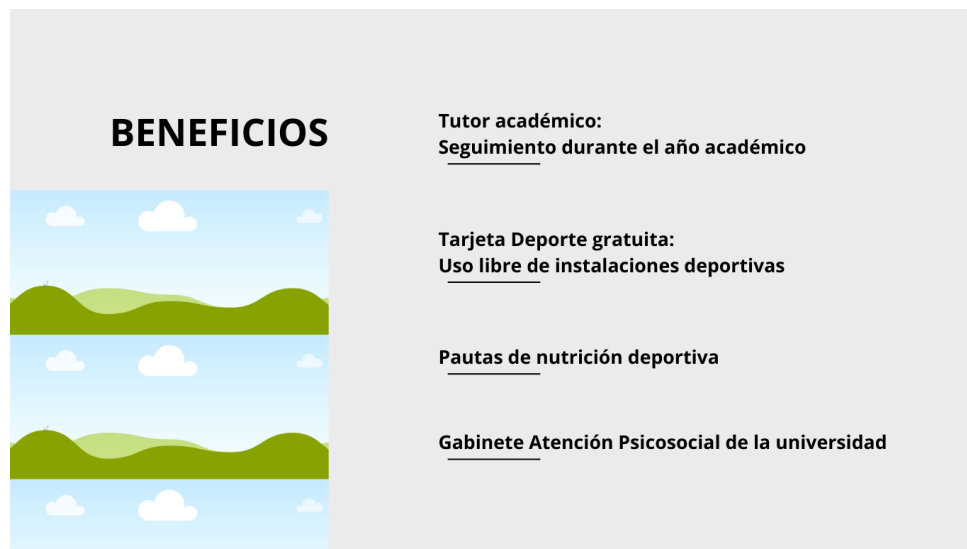 BENEFICIOS
Tutor académico:
Seguimiento durante el año académico
Tarjeta Deporte gratuita:
Uso libre de instalaciones deportivas
Pautas de nutrición deportiva
Gabinete Atención Psicosocial de la universidad